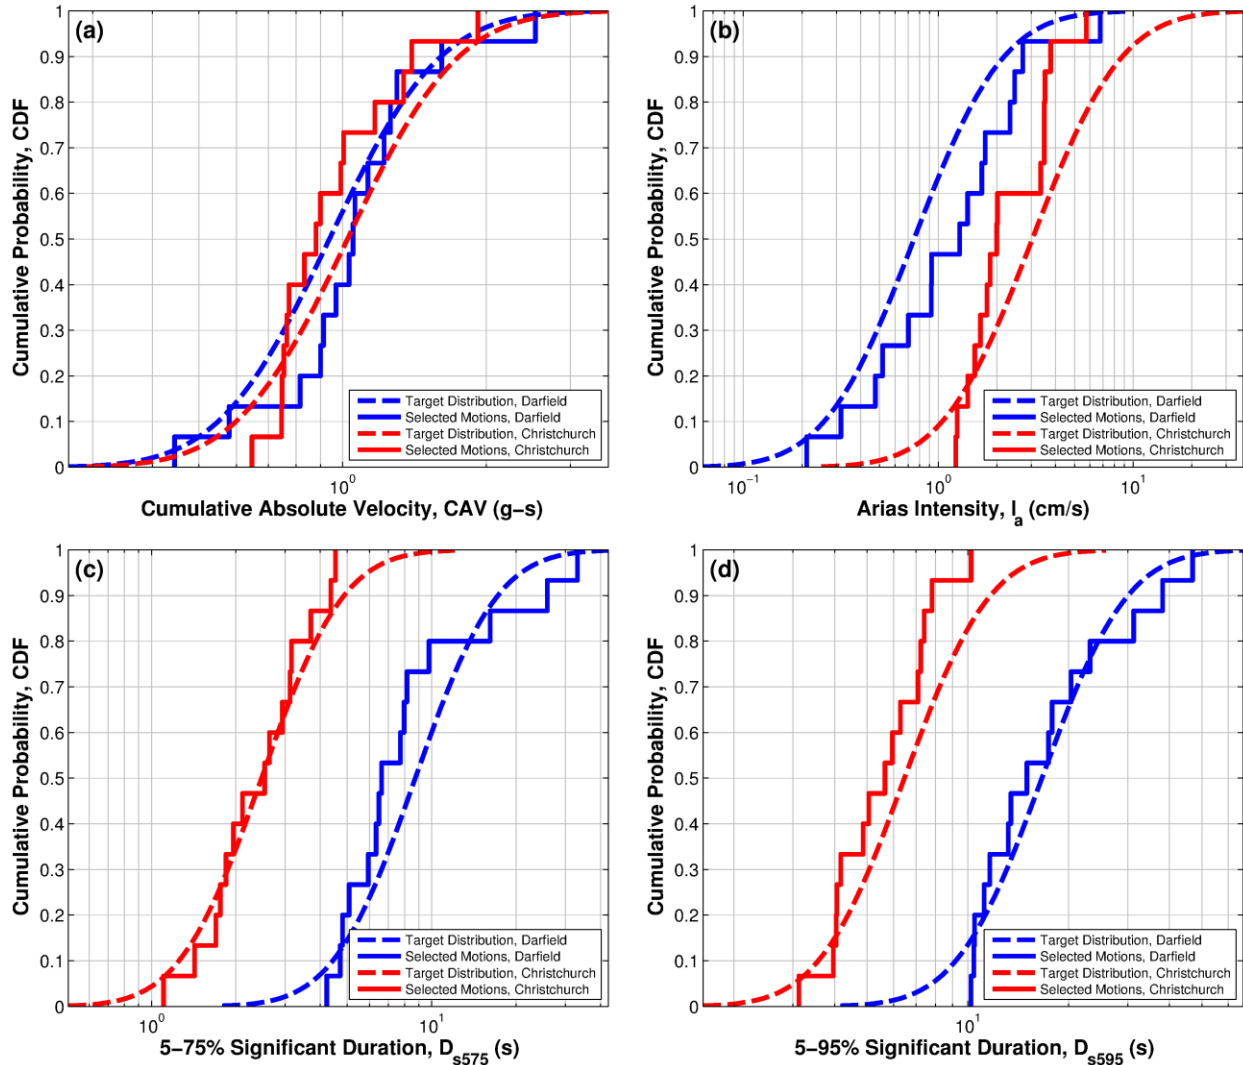 (a)
Cumulative Probability, CDF
1
0.9
0.8
0.7
0.6
0.5
0.4
0.3
0.2
0.1
0
Target Distribution, Darfield
Selected Motions, Darfield
Target Distribution, Christchurch
Selected Motions, Christchurch
10^0
Cumulative Absolute Velocity, CAV (g-s)
(b)
Cumulative Probability, CDF
1
0.9
0.8
0.7
0.6
0.5
0.4
0.3
0.2
0.1
0
Target Distribution, Darfield
Selected Motions, Darfield
Target Distribution, Christchurch
Selected Motions, Christchurch
10^-1 10^0 10^1
Arias Intensity, I_a (cm/s)
(c)
Cumulative Probability, CDF
1
0.9
0.8
0.7
0.6
0.5
0.4
0.3
0.2
0.1
0
Target Distribution, Darfield
Selected Motions, Darfield
Target Distribution, Christchurch
Selected Motions, Christchurch
10^0 10^1
5-75% Significant Duration, D_s575 (s)
(d)
Cumulative Probability, CDF
1
0.9
0.8
0.7
0.6
0.5
0.4
0.3
0.2
0.1
0
Target Distribution, Darfield
Selected Motions, Darfield
Target Distribution, Christchurch
Selected Motions, Christchurch
10^1
5-95% Significant Duration, D_s595 (s)